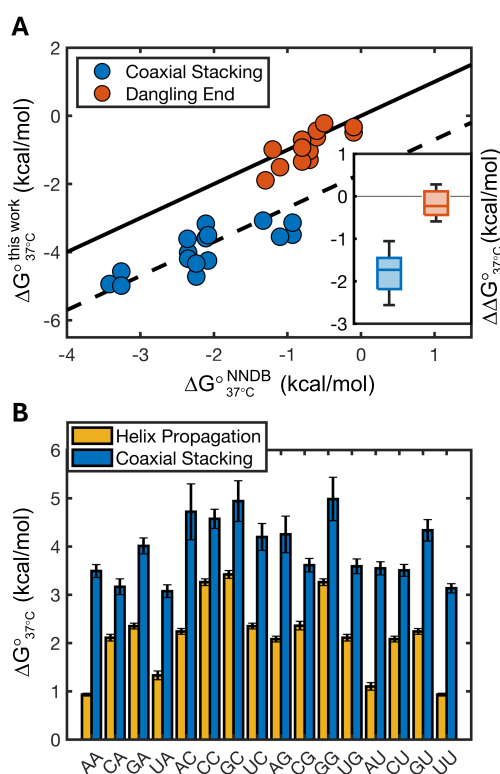 A
Coaxial Stacking
Dangling End
ΔG°this work 37°C (kcal/mol)
2
0
-2
-4
-6
-4
-3
-2
-1
0
1
ΔG°NNDB 37°C (kcal/mol)
1
0
-1
-2
-3
ΔΔG°37°C (kcal/mol)
B
Helix Propagation
Coaxial Stacking
ΔG°37°C (kcal/mol)
6
5
4
3
2
1
0
AA CA GA UA AC CC GC UC AG CG GG UG AU CU GU UU